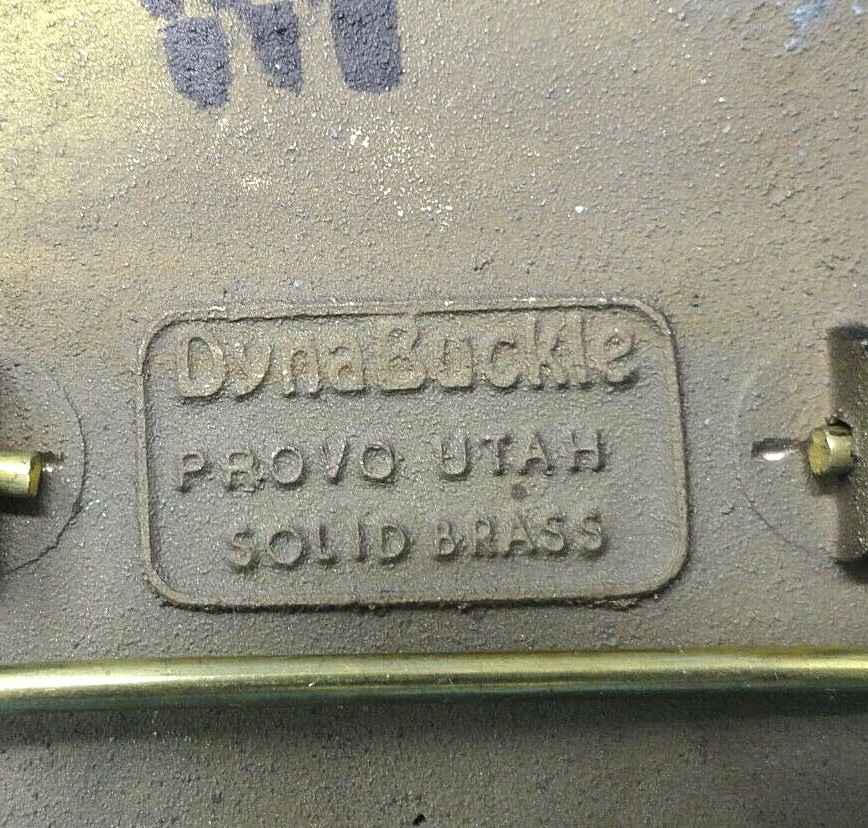 DynaBuckle
PROVO UTAH
SOLID BRASS